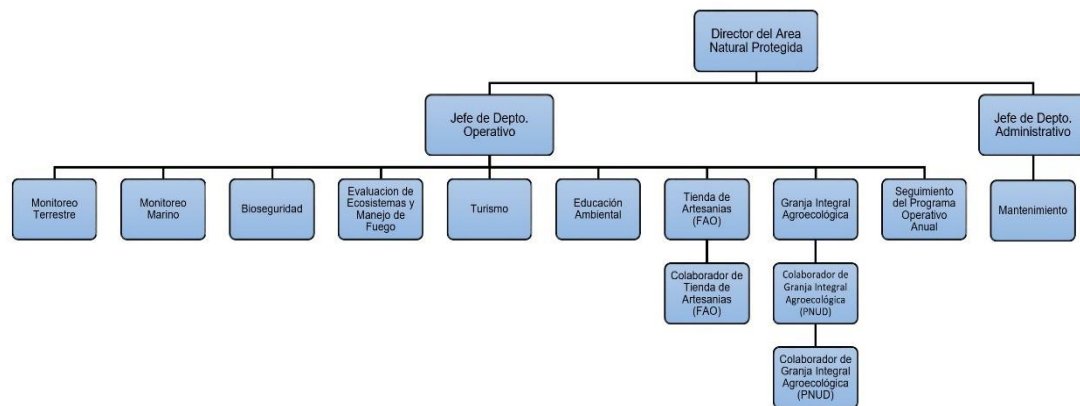 Director del Area
Natural Protegida
Jefe de Depto.
Operativo
Jefe de Depto.
Administrativo
Monitoreo
Terrestre
Monitoreo
Marino
Bioseguridad
Evaluacion de
Ecosistemas y
Manejo de
Fuego
Turismo
Educación
Ambiental
Tienda de
Artesanias
(FAO)
Granja Integral
Agroecológica
Seguimiento
del Programa
Operativo
Anual
Mantenimiento
Colaborador de
Tienda de
Artesanias
(FAO)
Colaborador de
Granja Integral
Agroecológica
(PNUD)
Colaborador de
Granja Integral
Agroecológica
(PNUD)